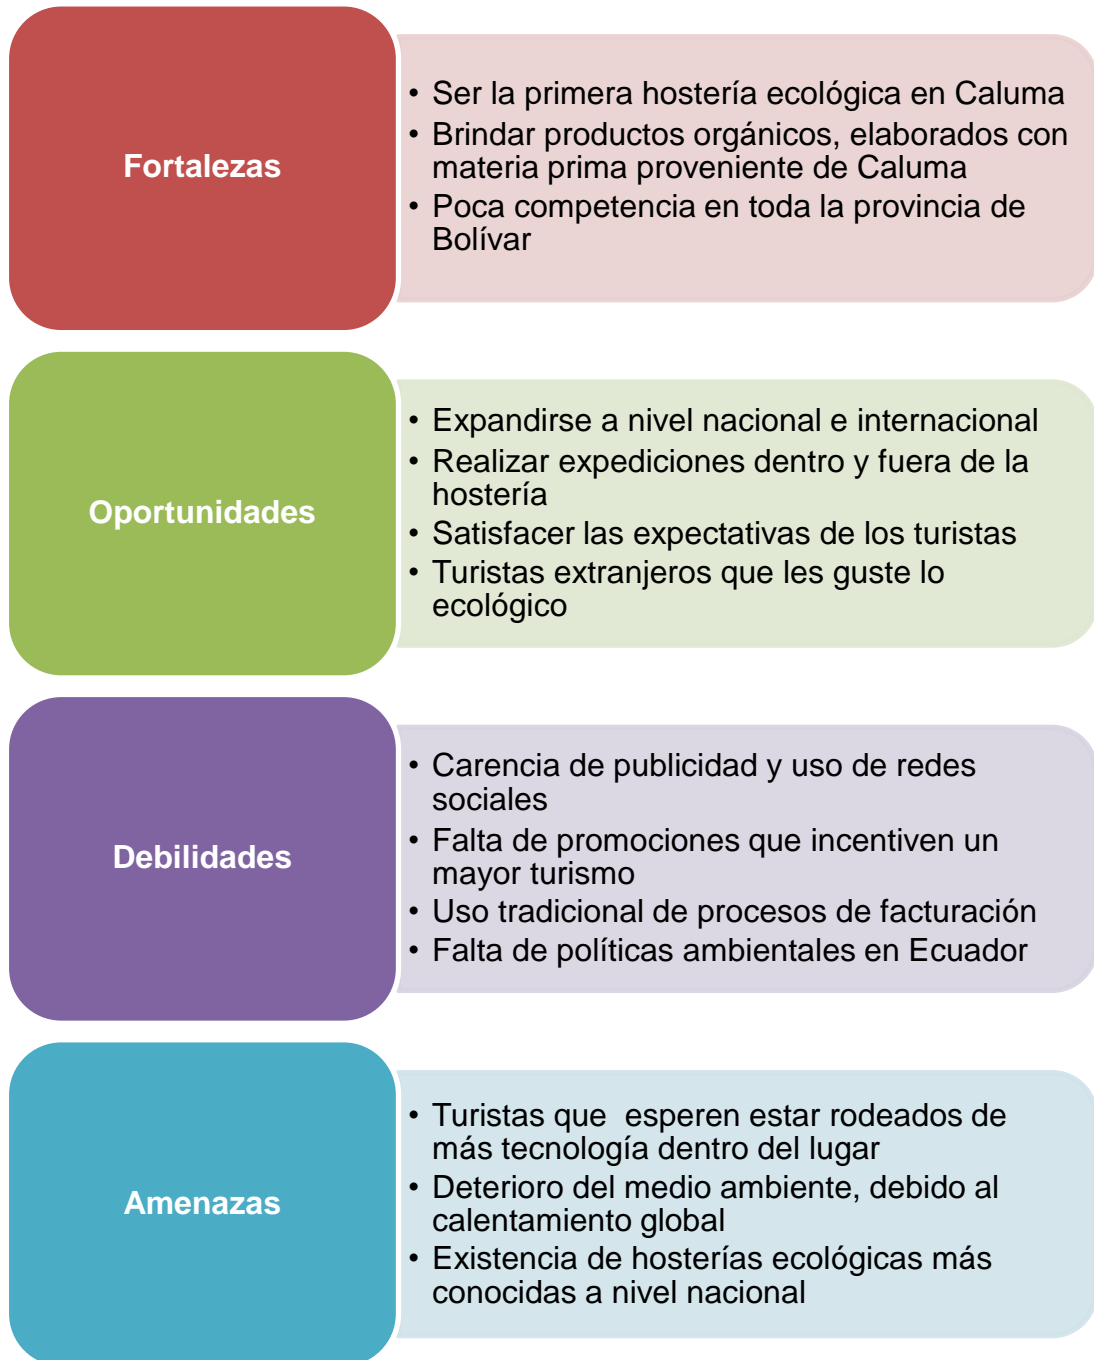 Fortalezas
• Ser la primera hostería ecológica en Caluma
• Brindar productos orgánicos, elaborados con
materia prima proveniente de Caluma
• Poca competencia en toda la provincia de
Bolívar
Oportunidades
• Expandirse a nivel nacional e internacional
• Realizar expediciones dentro y fuera de la
hostería
• Satisfacer las expectativas de los turistas
• Turistas extranjeros que les guste lo
ecológico
Debilidades
• Carencia de publicidad y uso de redes
sociales
• Falta de promociones que incentiven un
mayor turismo
• Uso tradicional de procesos de facturación
• Falta de políticas ambientales en Ecuador
Amenazas
• Turistas que  esperen estar rodeados de
más tecnología dentro del lugar
• Deterioro del medio ambiente, debido al
calentamiento global
• Existencia de hosterías ecológicas más
conocidas a nivel nacional